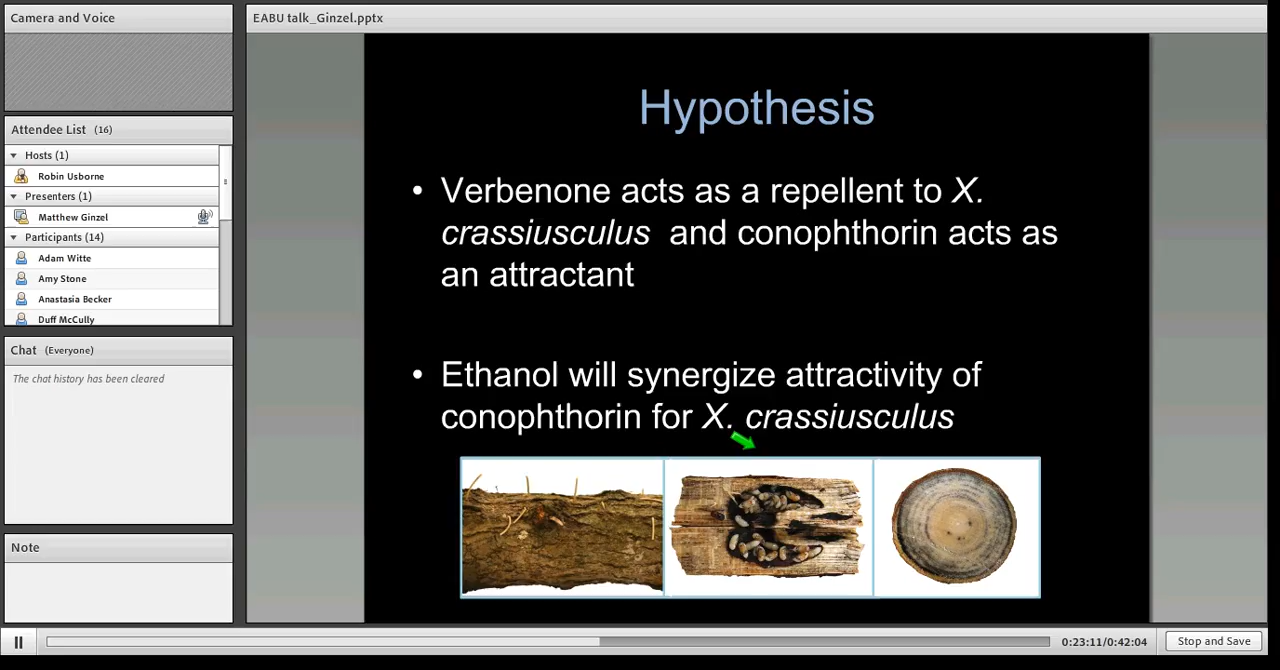 Camera and Voice
EABU talk_Ginzel.pptx
Attendee List (16)
Hosts (1)
Robin Usborne
Presenters (1)
Matthew Ginzel
Participants (14)
Adam Witte
Amy Stone
Anastasia Becker
Duff McCully
Chat (Everyone)
The chat history has been cleared
Note
Hypothesis
• Verbenone acts as a repellent to X.
crassiusculus and conophthorin acts as
an attractant
• Ethanol will synergize attractivity of
conophthorin for X. crassiusculus
0:23:11/0:42:04
Stop and Save